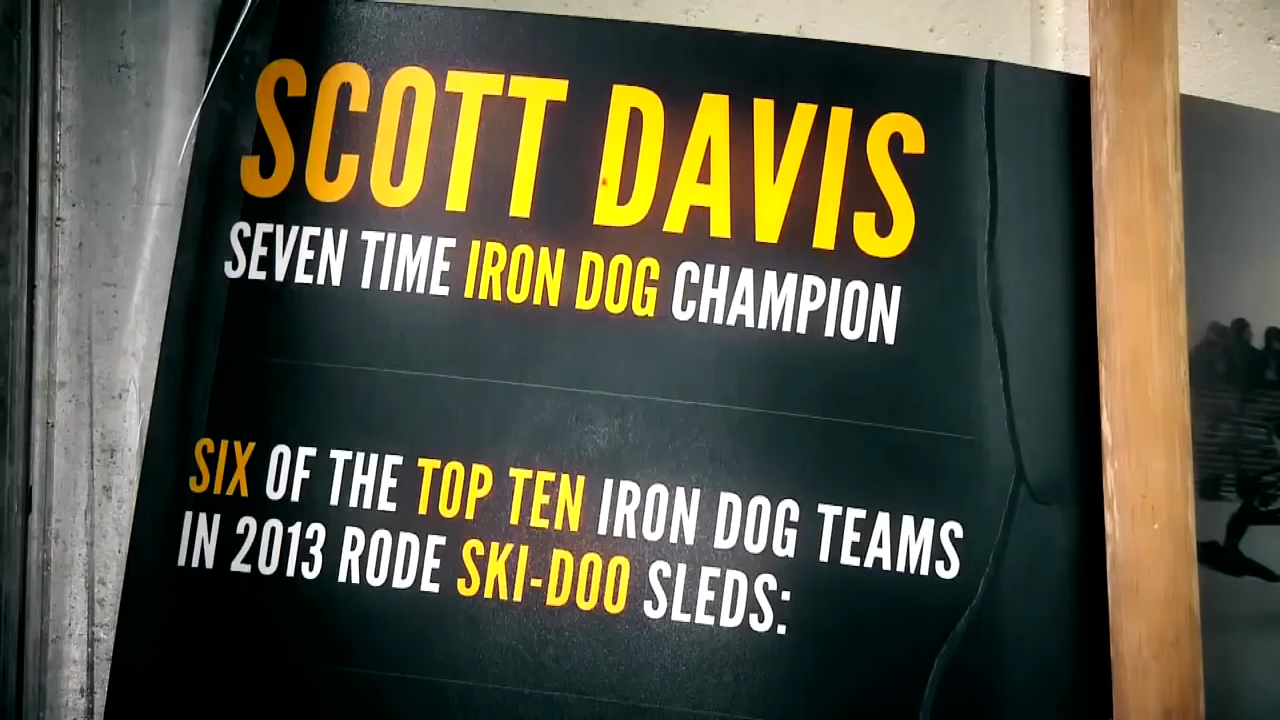 SCOTT DAVIS
SEVEN TIME IRON DOG CHAMPION
SIX OF THE TOP TEN IRON DOG TEAMS
IN 2013 RODE SKI-DOO SLEDS: